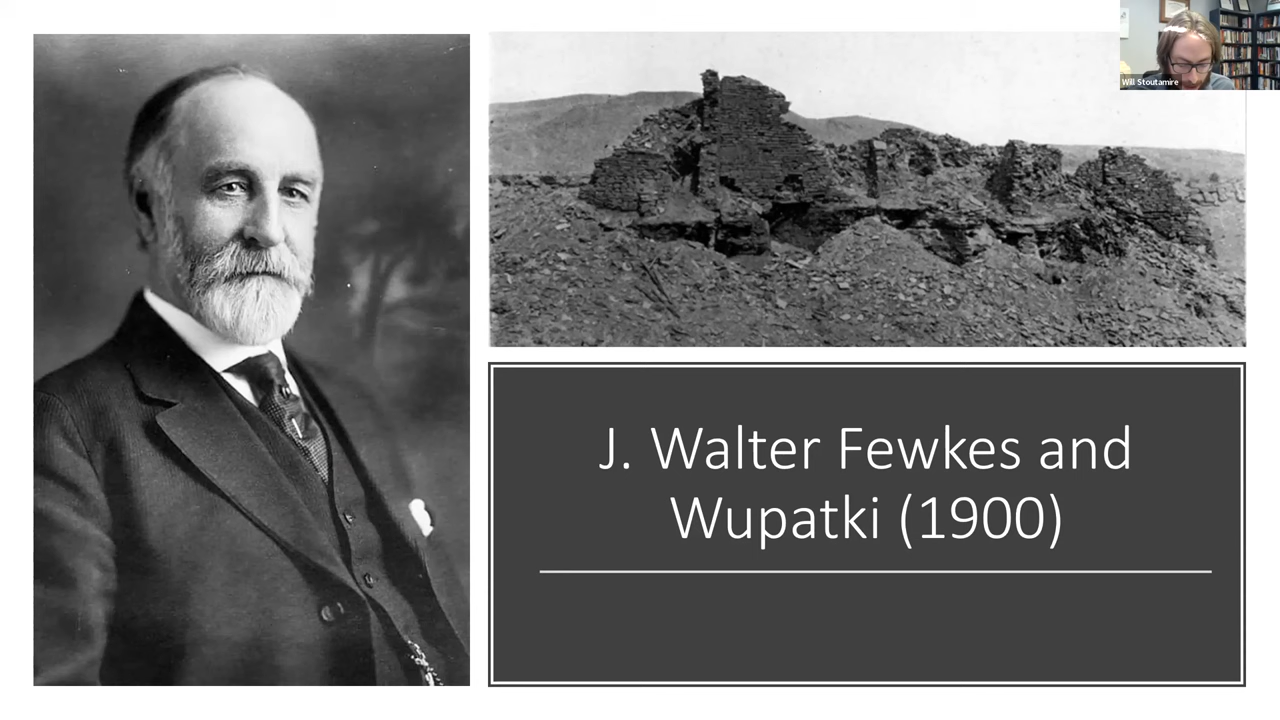 Will Stoutamire
J. Walter Fewkes and
Wupatki (1900)